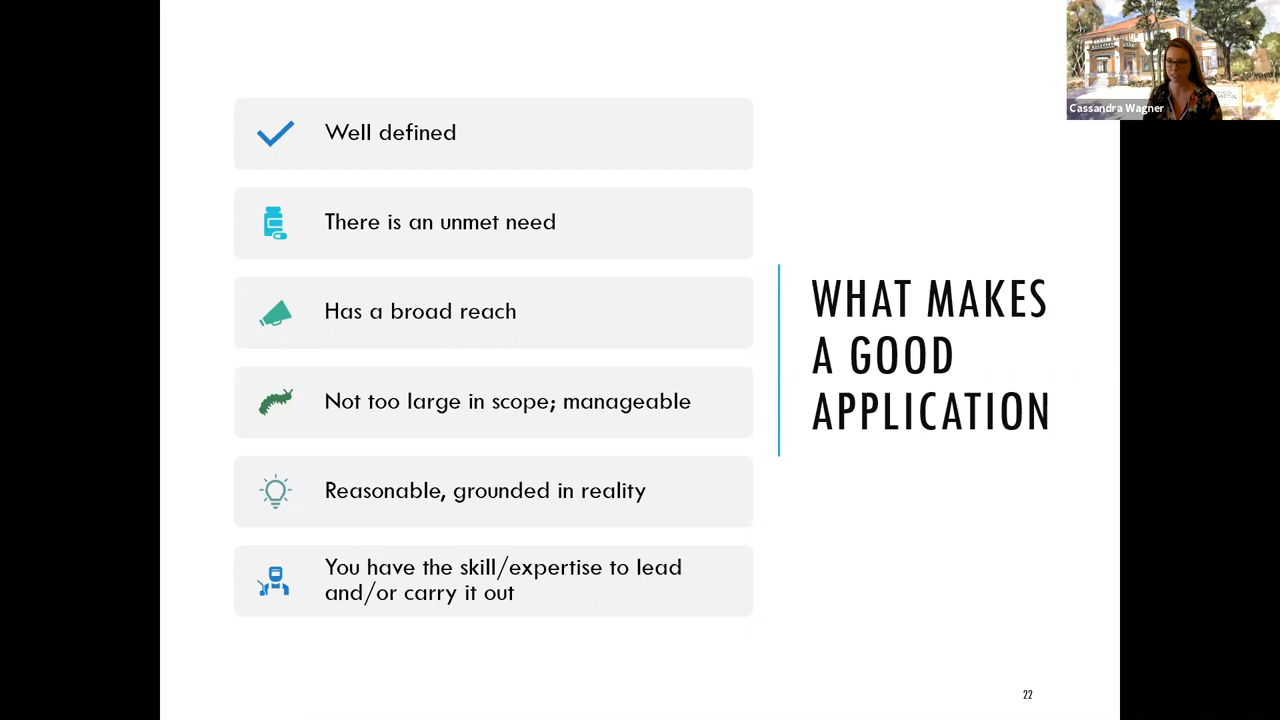 Well defined
There is an unmet need
Has a broad reach
Not too large in scope; manageable
Reasonable, grounded in reality
You have the skill/expertise to lead
and/or carry it out
WHAT MAKES
A GOOD
APPLICATION
Cassandra Wagner
22